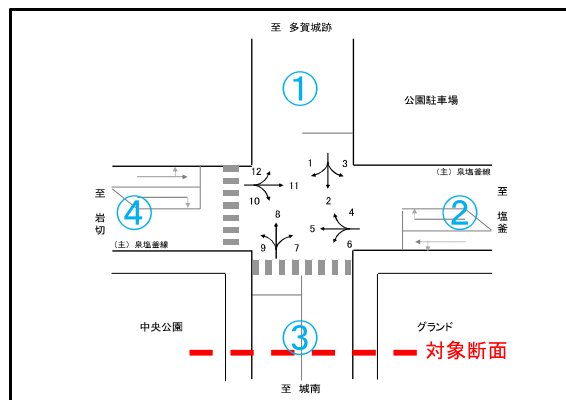 至 多賀城跡
①
公園駐車場
1
3
12
11
10
2
(主) 泉塩釜線
至 岩切
④
(主) 泉塩釜線
8
9
7
4
5
6
②
至 塩釜
中央公園
③
グランド
対象断面
至 城南